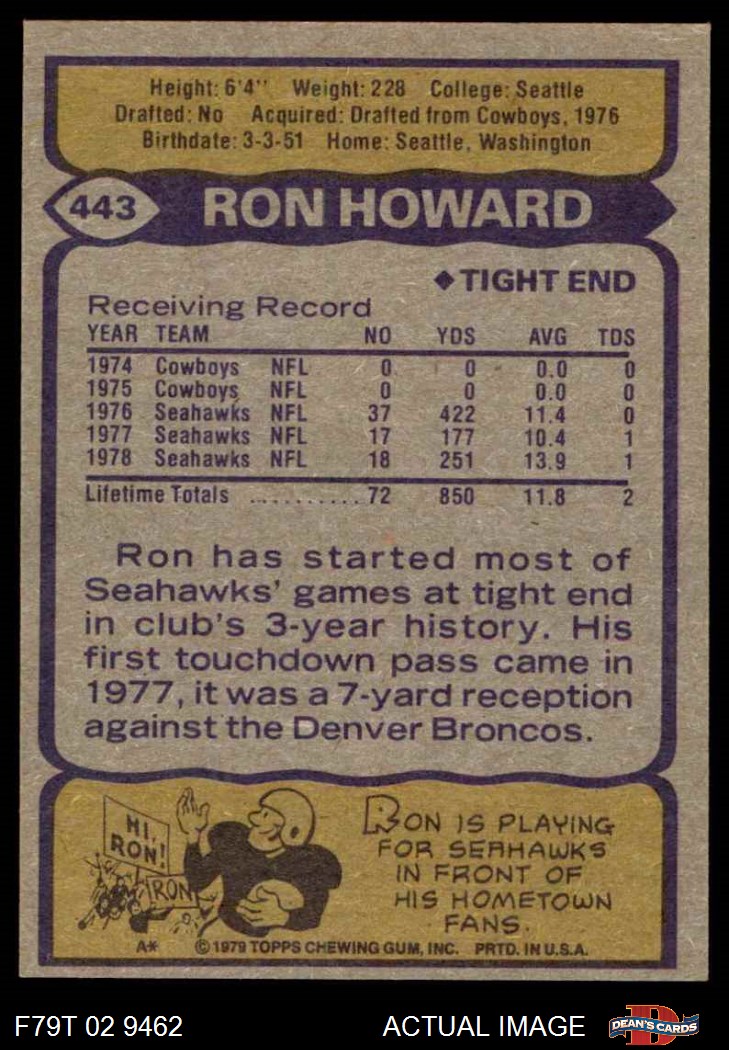 Height: 6'4" Weight: 228 College: Seattle
Drafted: No Acquired: Drafted from Cowboys, 1976
Birthdate: 3-3-51 Home: Seattle, Washington
443 RON HOWARD
◆TIGHT END
Receiving Record
YEAR TEAM NO YDS AVG TDS
1974 Cowboys NFL 0 0 0.0 0
1975 Cowboys NFL 0 0 0.0 0
1976 Seahawks NFL 37 422 11.4 0
1977 Seahawks NFL 17 177 10.4 1
1978 Seahawks NFL 18 251 13.9 1
Lifetime Totals ........... 72 850 11.8 2
Ron has started most of
Seahawks' games at tight end
in club's 3-year history. His
first touchdown pass came in
1977, it was a 7-yard reception
against the Denver Broncos.
HI,
RON!
RON
RON IS PLAYING
FOR SEAHAWKS
IN FRONT OF
HIS HOMETOWN
FANS.
A* © 1979 TOPPS CHEWING GUM, INC. PRTD. IN U.S.A.
F79T 02 9462 ACTUAL IMAGE D DEAN'S CARDS